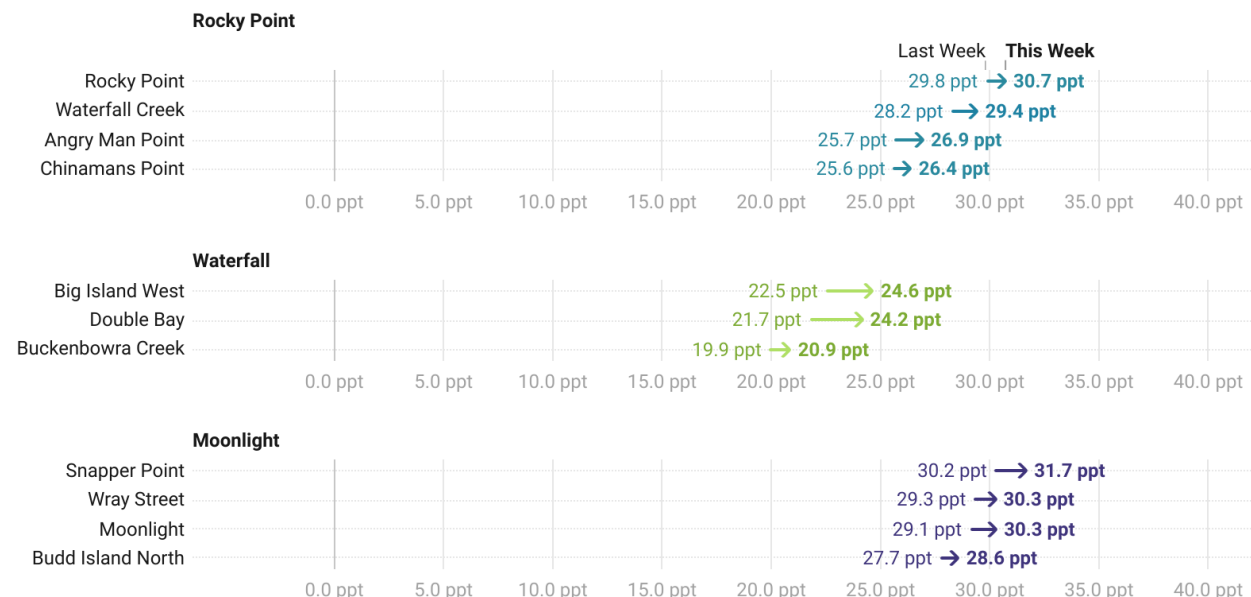 Rocky Point
Last Week This Week
Rocky Point 29.8 ppt 30.7 ppt
Waterfall Creek 28.2 ppt 29.4 ppt
Angry Man Point 25.7 ppt 26.9 ppt
Chinamans Point 25.6 ppt 26.4 ppt
0.0 ppt 5.0 ppt 10.0 ppt 15.0 ppt 20.0 ppt 25.0 ppt 30.0 ppt 35.0 ppt 40.0 ppt
Waterfall
Big Island West 22.5 ppt 24.6 ppt
Double Bay 21.7 ppt 24.2 ppt
Buckenbowra Creek 19.9 ppt 20.9 ppt
0.0 ppt 5.0 ppt 10.0 ppt 15.0 ppt 20.0 ppt 25.0 ppt 30.0 ppt 35.0 ppt 40.0 ppt
Moonlight
Snapper Point 30.2 ppt 31.7 ppt
Wray Street 29.3 ppt 30.3 ppt
Moonlight 29.1 ppt 30.3 ppt
Budd Island North 27.7 ppt 28.6 ppt
0.0 ppt 5.0 ppt 10.0 ppt 15.0 ppt 20.0 ppt 25.0 ppt 30.0 ppt 35.0 ppt 40.0 ppt